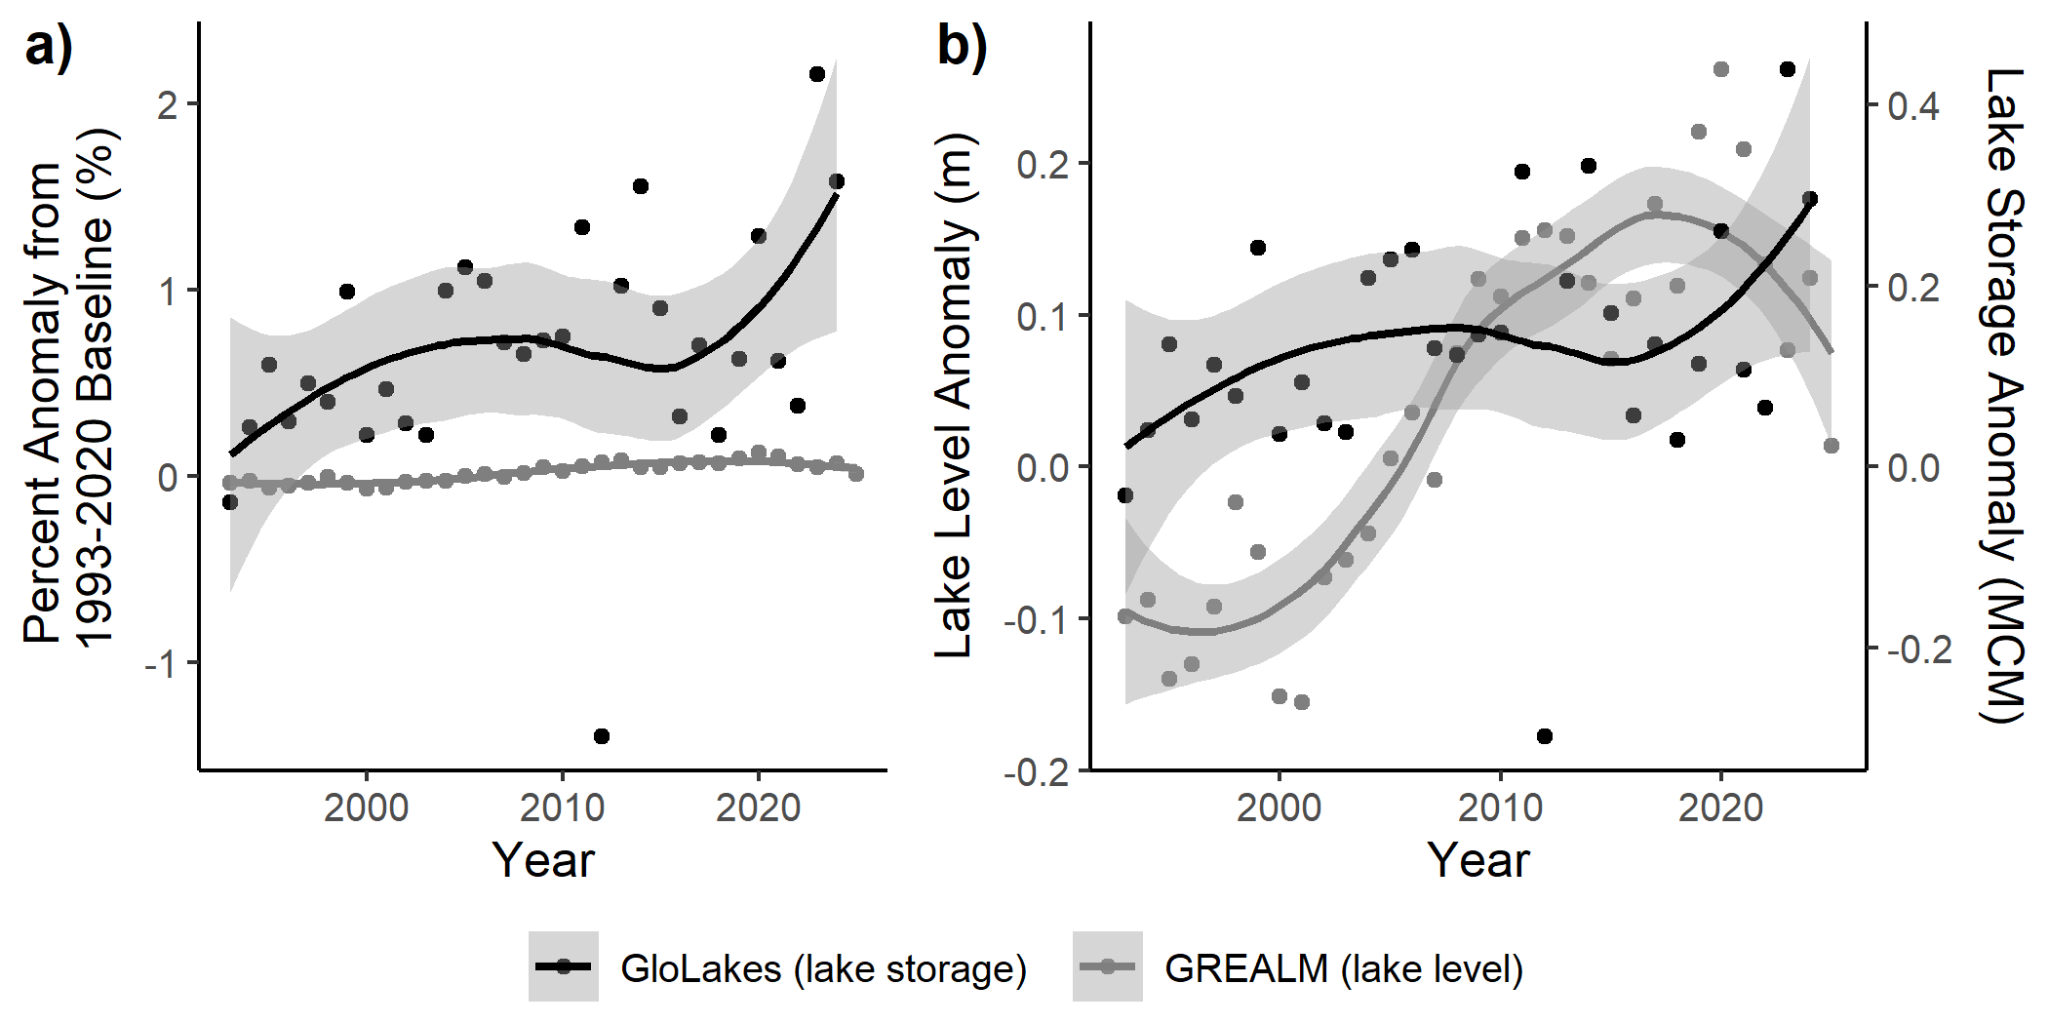 a)
Percent Anomaly from
1993-2020 Baseline (%)
2
1
0
-1
2000
2010
2020
Year
b)
Lake Level Anomaly (m)
0.2
0.1
0.0
-0.1
-0.2
2000
2010
2020
Year
0.4
0.2
0.0
-0.2
Lake Storage Anomaly (MCM)
GloLakes (lake storage)
GREALM (lake level)